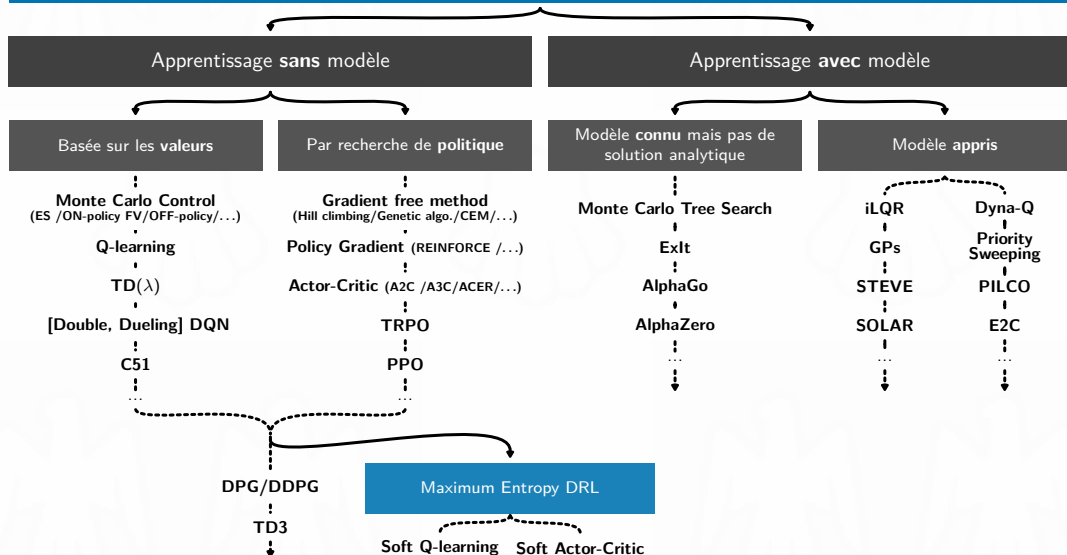 Apprentissage sans modèle
Apprentissage avec modèle
Basée sur les valeurs
Par recherche de politique
Modèle connu mais pas de
solution analytique
Modèle appris
Monte Carlo Control
(ES /ON-policy FV/OFF-policy/...)
Q-learning
TD(λ)
[Double, Dueling] DQN
C51
...
Gradient free method
(Hill climbing/Genetic algo./CEM/...)
Policy Gradient (REINFORCE /...)
Actor-Critic (A2C /A3C/ACER/...)
TRPO
PPO
...
Monte Carlo Tree Search
ExIt
AlphaGo
AlphaZero
...
iLQR
GPs
STEVE
SOLAR
...
Dyna-Q
Priority
Sweeping
PILCO
E2C
...
DPG/DDPG
TD3
Maximum Entropy DRL
Soft Q-learning
Soft Actor-Critic